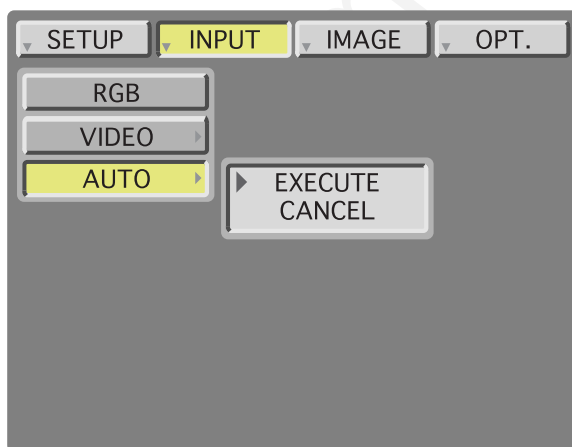 SETUP INPUT IMAGE OPT.
RGB
VIDEO
AUTO
EXECUTE
CANCEL